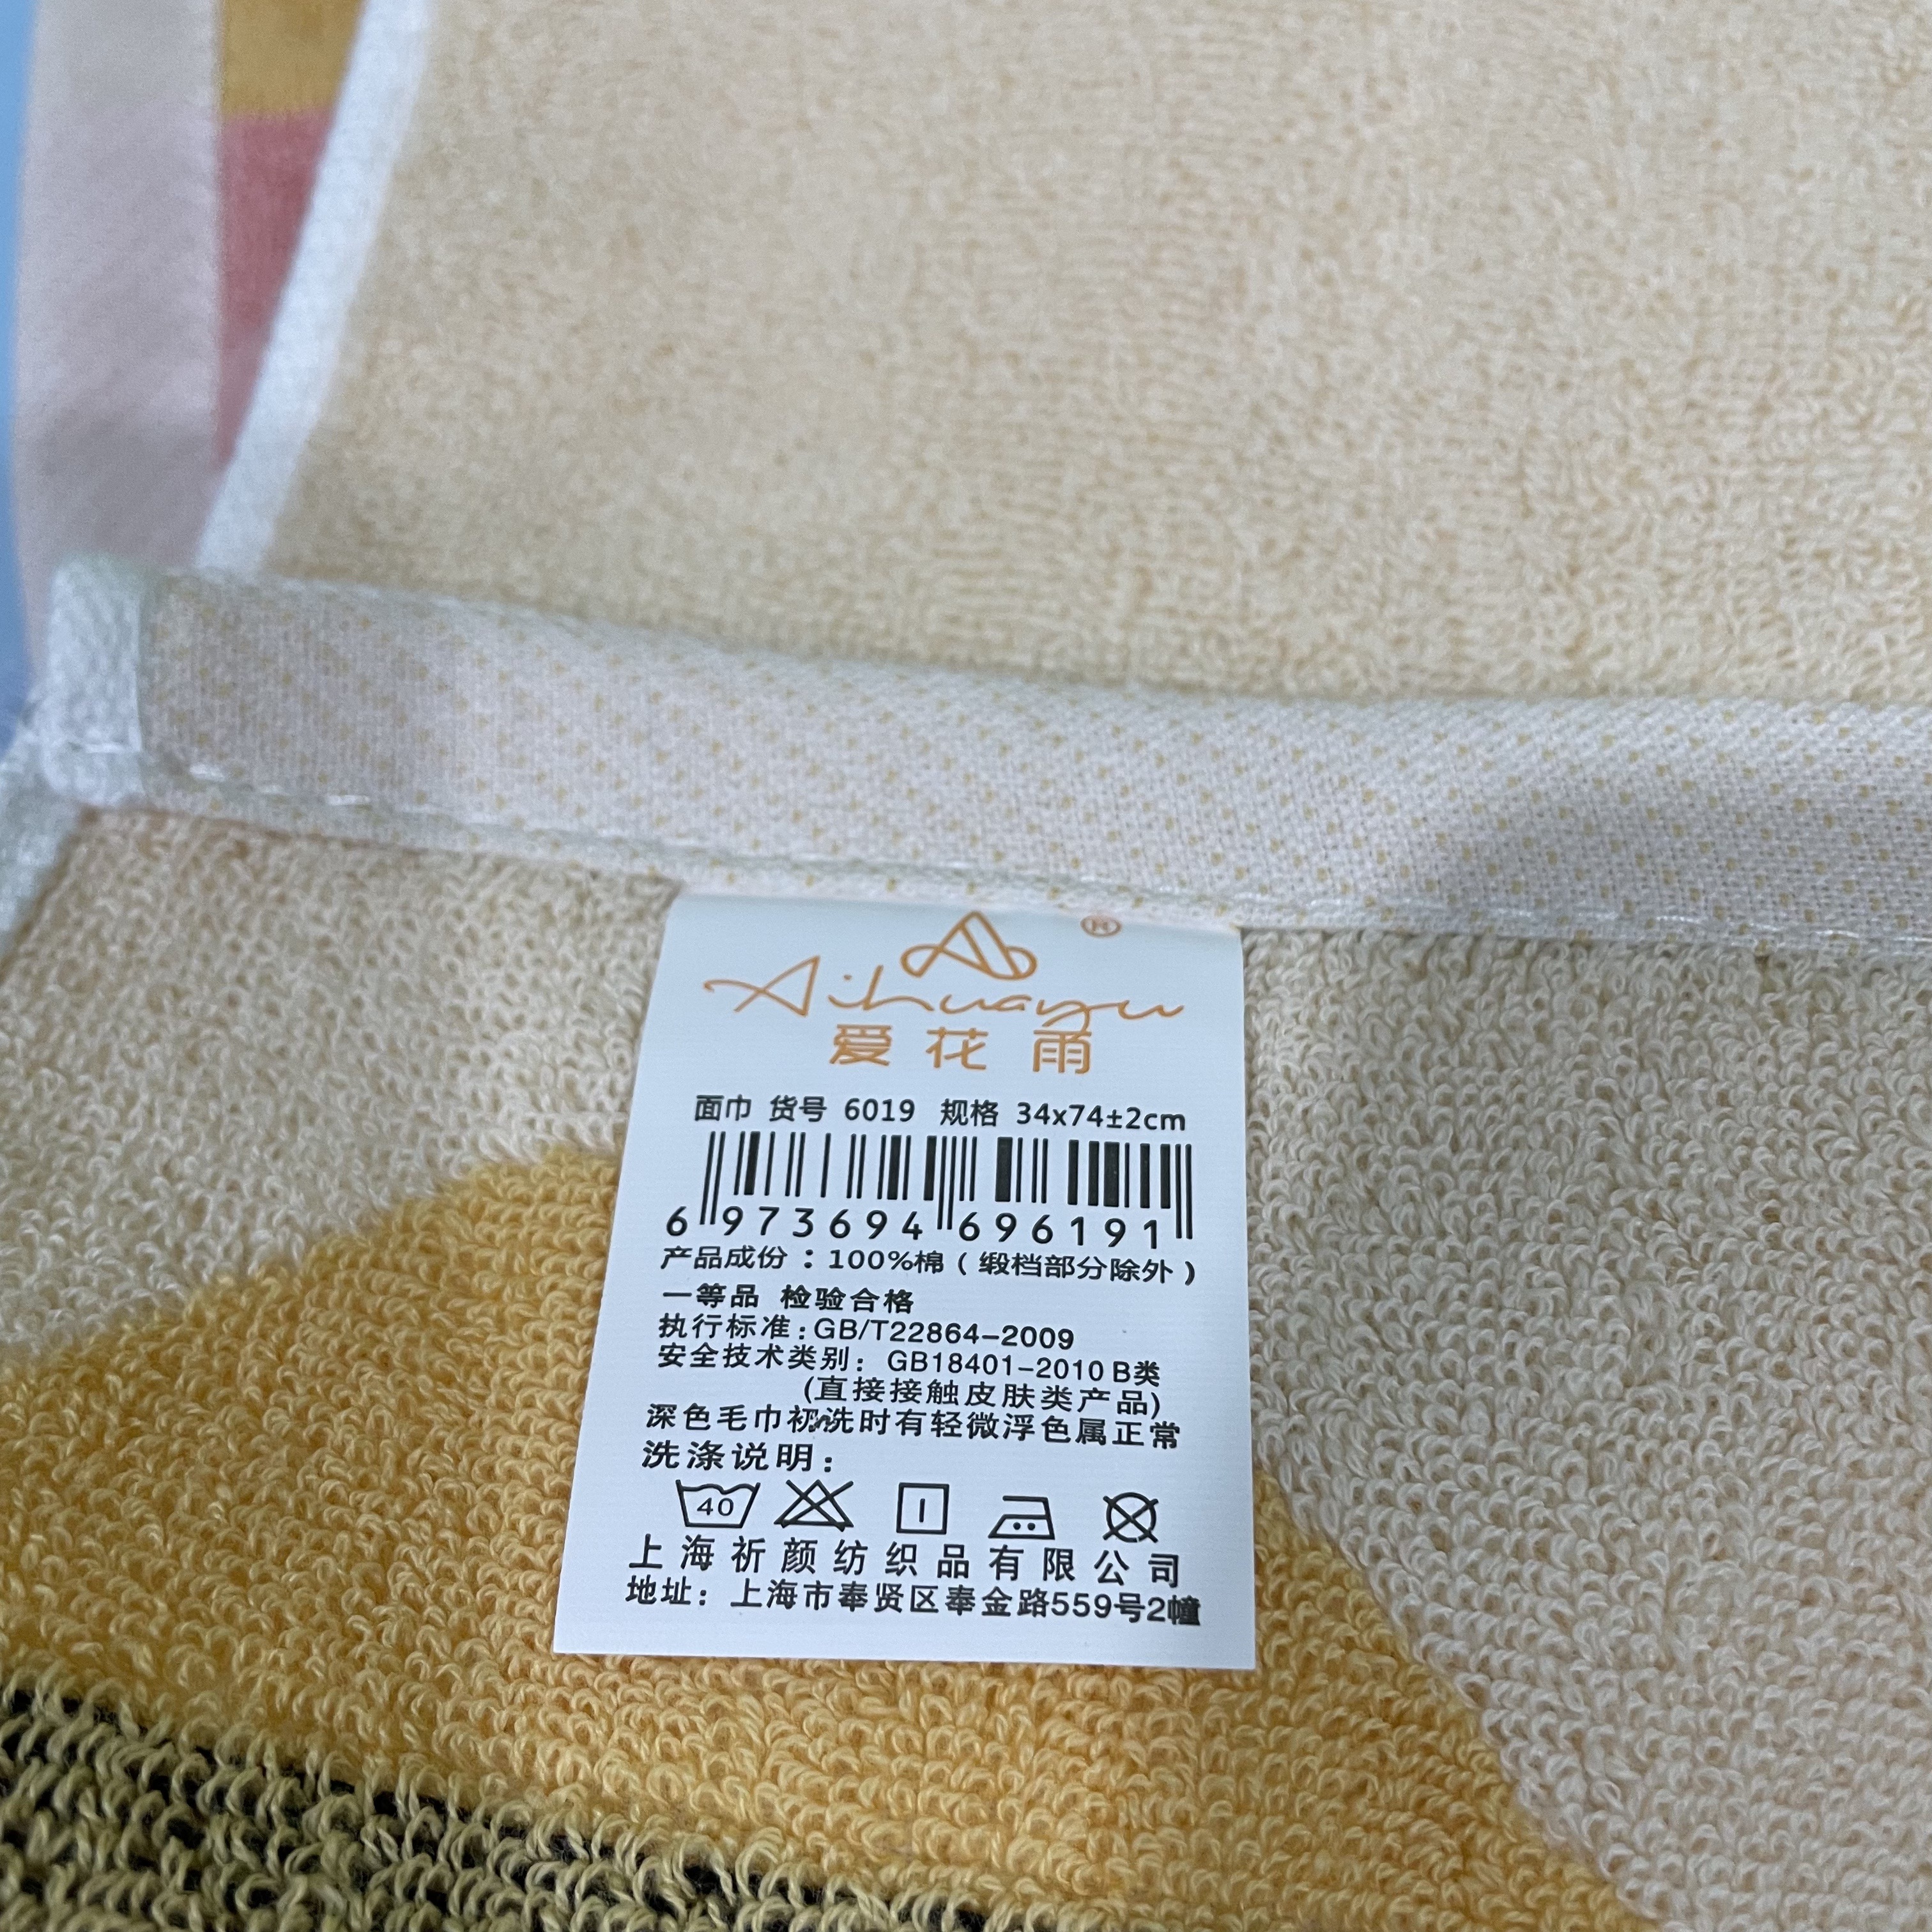 ®
Aihuayu
爱花雨
面巾 货号 6019 规格 34x74±2cm
6 973694 696191
产品成份：100%棉（缎档部分除外）
一等品 检验合格
执行标准:GB/T22864-2009
安全技术类别：GB18401-2010 B类
(直接接触皮肤类产品)
深色毛巾初洗时有轻微浮色属正常
洗涤说明：
40
上海祈颜纺织品有限公司
地址：上海市奉贤区奉金路559号2幢